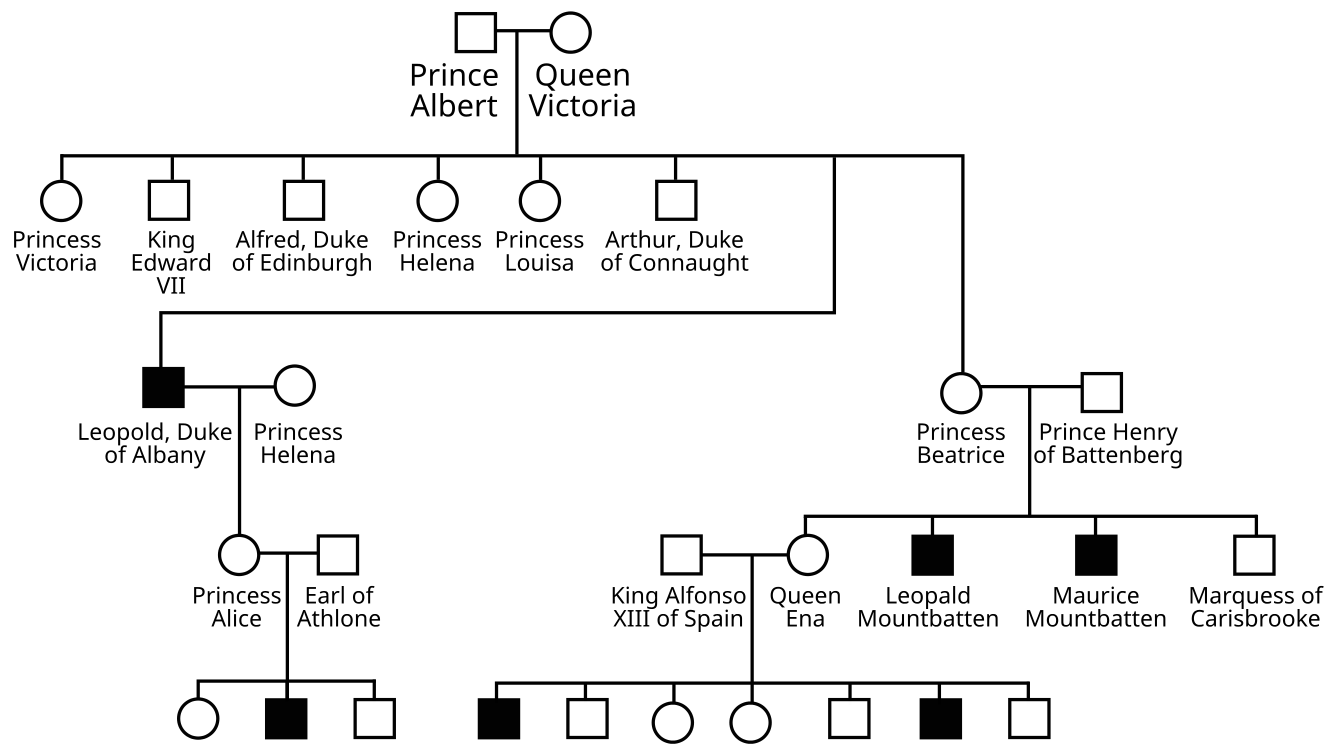 Prince
Albert
Queen
Victoria
Princess
Victoria
King
Edward
VII
Alfred, Duke
of Edinburgh
Princess
Helena
Princess
Louisa
Arthur, Duke
of Connaught
Leopold, Duke
of Albany
Princess
Helena
Princess
Beatrice
Prince Henry
of Battenberg
Princess
Alice
Earl of
Athlone
King Alfonso
XIII of Spain
Queen
Ena
Leopald
Mountbatten
Maurice
Mountbatten
Marquess of
Carisbrooke